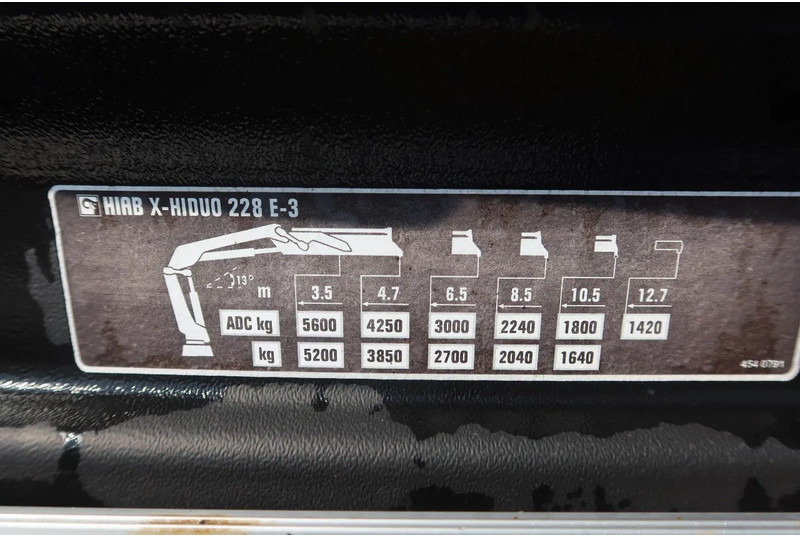 HIAB X-HIDUO 228 E-3
13°
m 3.5 4.7 6.5 8.5 10.5 12.7
ADC kg 5600 4250 3000 2240 1800 1420
kg 5200 3850 2700 2040 1640
454 0791